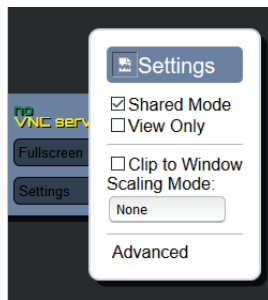 Settings
Shared Mode
View Only
no
VNC serv
Fullscreen
Clip to Window
Settings
Scaling Mode:
None
Advanced